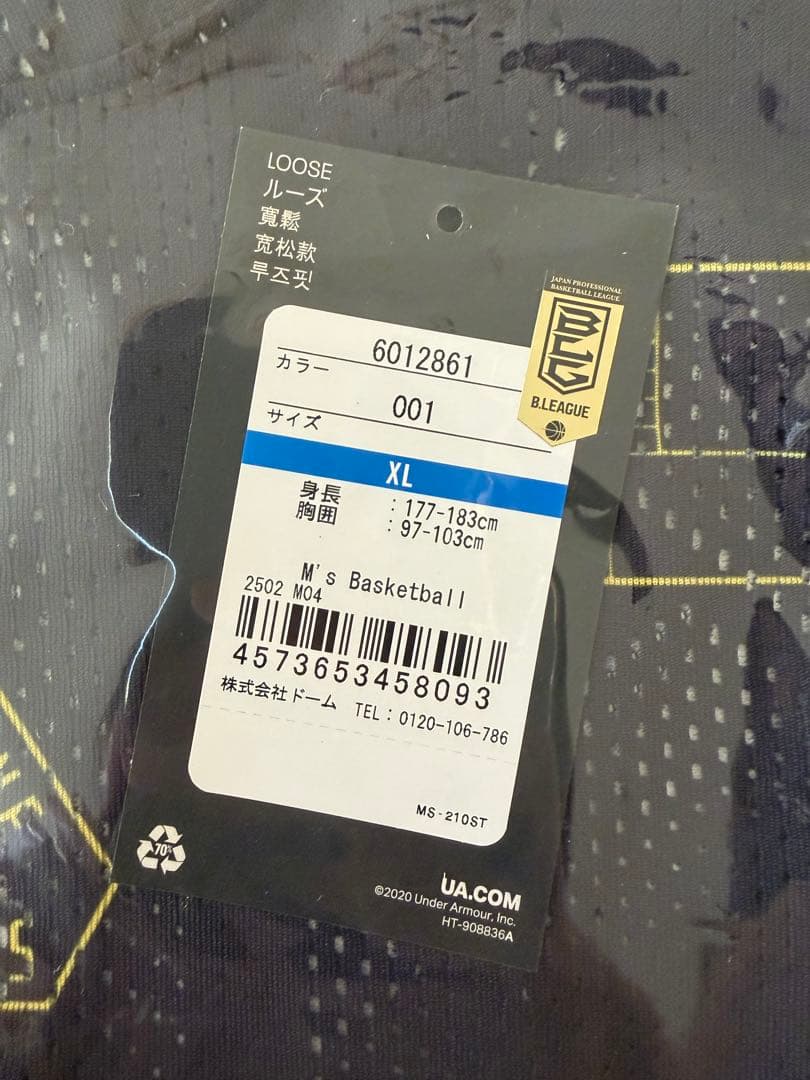 LOOSE
ルーズ
寬鬆
宽松款
루즈핏
JAPAN PROFESSIONAL
BASKETBALL LEAGUE
B.LEAGUE
6012861
カラー
001
サイズ
XL
身長 : 177-183cm
胸囲 : 97-103cm
M's Basketball
2502 M04
4573653458093
株式会社ドーム TEL : 0120-106-786
MS-210ST
70%
UA.COM
©2020 Under Armour, Inc.
HT-908836A